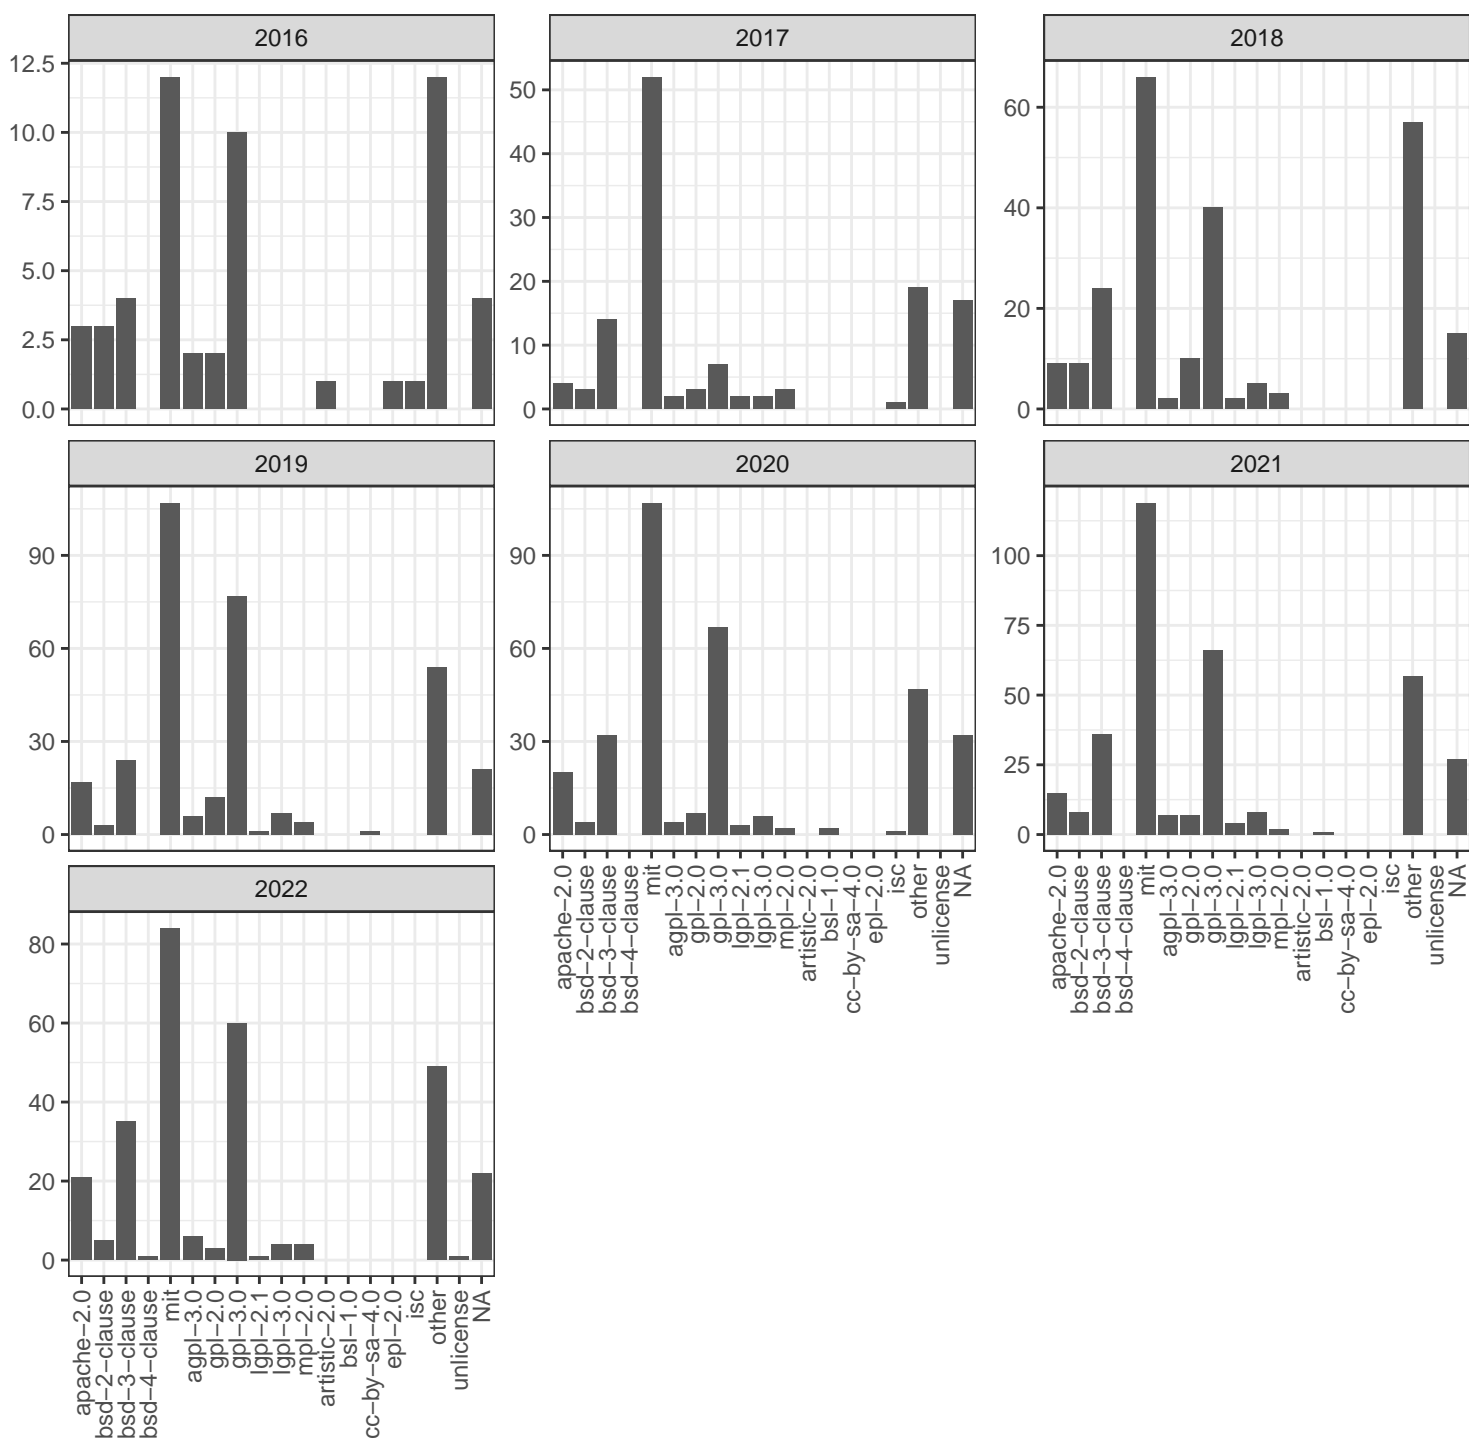 2016
2017
2018
12.5
10.0
7.5
5.0
2.5
0.0
50
40
30
20
10
0
60
40
20
0
2019
2020
2021
90
60
30
0
90
60
30
0
100
75
50
25
0
apache−2.0
bsd−2−clause
bsd−3−clause
bsd−4−clause
mit
agpl−3.0
gpl−2.0
gpl−3.0
lgpl−2.1
lgpl−3.0
mpl−2.0
artistic−2.0
bsl−1.0
cc−by−sa−4.0
epl−2.0
isc
other
unlicense
NA
apache−2.0
bsd−2−clause
bsd−3−clause
bsd−4−clause
mit
agpl−3.0
gpl−2.0
gpl−3.0
lgpl−2.1
lgpl−3.0
mpl−2.0
artistic−2.0
bsl−1.0
cc−by−sa−4.0
epl−2.0
isc
other
unlicense
NA
2022
80
60
40
20
0
apache−2.0
bsd−2−clause
bsd−3−clause
bsd−4−clause
mit
agpl−3.0
gpl−2.0
gpl−3.0
lgpl−2.1
lgpl−3.0
mpl−2.0
artistic−2.0
bsl−1.0
cc−by−sa−4.0
epl−2.0
isc
other
unlicense
NA